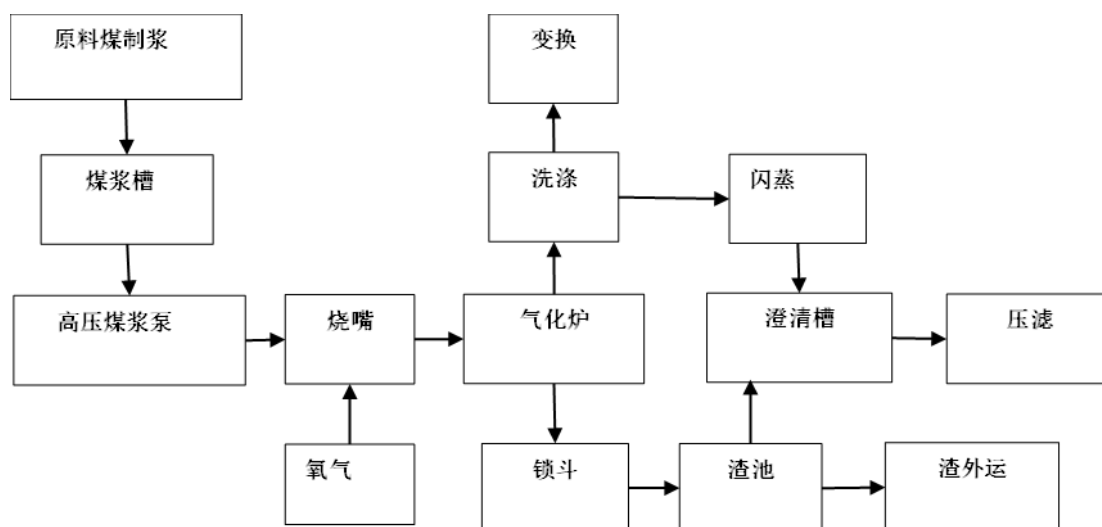 原料煤制浆
变换
煤浆槽
洗涤
闪蒸
高压煤浆泵
烧嘴
气化炉
澄清槽
压滤
氧气
锁斗
渣池
渣外运